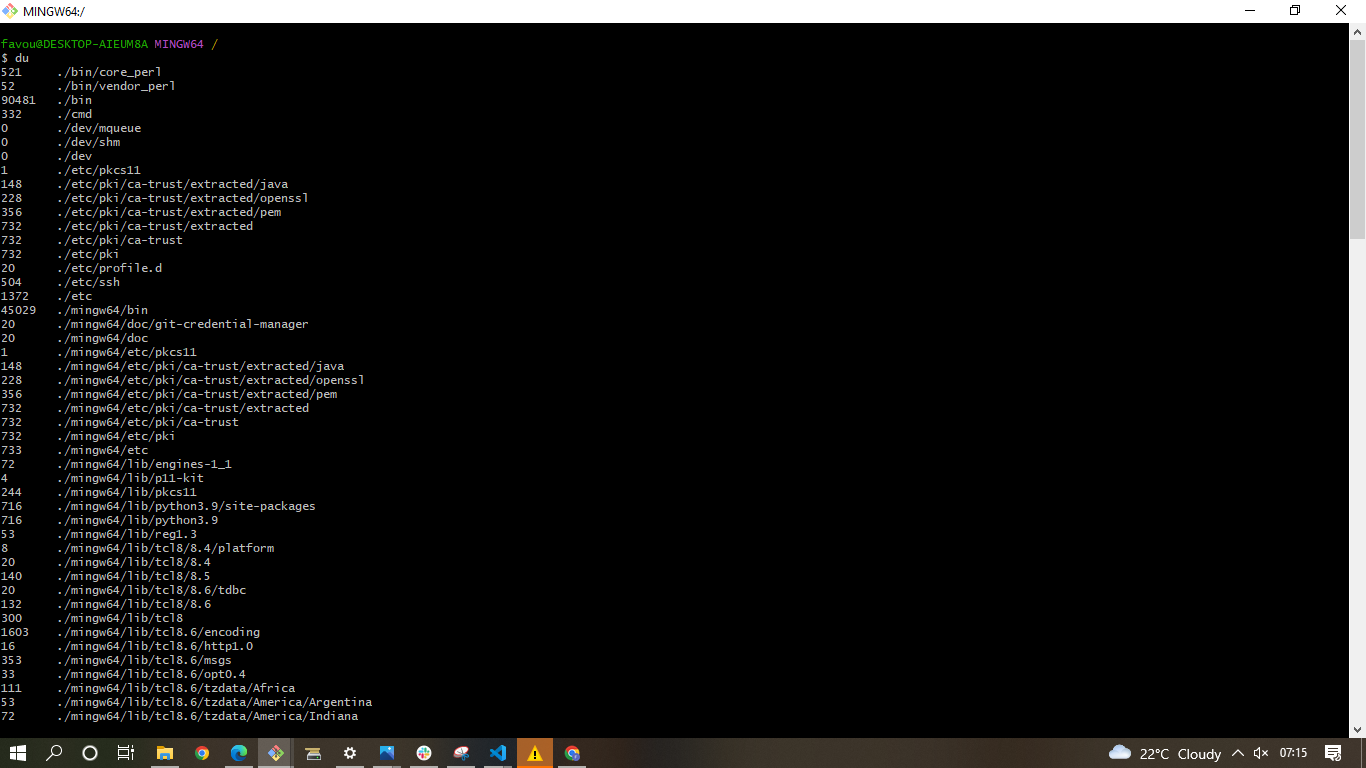 MINGW64:/
favou@DESKTOP-AIEUM8A MINGW64 /
$ du
521 ./bin/core_perl
52 ./bin/vendor_perl
90481 ./bin
332 ./cmd
0 ./dev/mqueue
0 ./dev/shm
0 ./dev
1 ./etc/pkcs11
148 ./etc/pki/ca-trust/extracted/java
228 ./etc/pki/ca-trust/extracted/openssl
356 ./etc/pki/ca-trust/extracted/pem
732 ./etc/pki/ca-trust/extracted
732 ./etc/pki/ca-trust
732 ./etc/pki
20 ./etc/profile.d
504 ./etc/ssh
1372 ./etc
45029 ./mingw64/bin
20 ./mingw64/doc/git-credential-manager
20 ./mingw64/doc
1 ./mingw64/etc/pkcs11
148 ./mingw64/etc/pki/ca-trust/extracted/java
228 ./mingw64/etc/pki/ca-trust/extracted/openssl
356 ./mingw64/etc/pki/ca-trust/extracted/pem
732 ./mingw64/etc/pki/ca-trust/extracted
732 ./mingw64/etc/pki/ca-trust
732 ./mingw64/etc/pki
733 ./mingw64/etc
72 ./mingw64/lib/engines-1_1
4 ./mingw64/lib/p11-kit
244 ./mingw64/lib/pkcs11
716 ./mingw64/lib/python3.9/site-packages
716 ./mingw64/lib/python3.9
53 ./mingw64/lib/reg1.3
8 ./mingw64/lib/tcl8/8.4/platform
20 ./mingw64/lib/tcl8/8.4
140 ./mingw64/lib/tcl8/8.5
20 ./mingw64/lib/tcl8/8.6/tdbc
132 ./mingw64/lib/tcl8/8.6
300 ./mingw64/lib/tcl8
1603 ./mingw64/lib/tcl8.6/encoding
16 ./mingw64/lib/tcl8.6/http1.0
353 ./mingw64/lib/tcl8.6/msgs
33 ./mingw64/lib/tcl8.6/opt0.4
111 ./mingw64/lib/tcl8.6/tzdata/Africa
53 ./mingw64/lib/tcl8.6/tzdata/America/Argentina
72 ./mingw64/lib/tcl8.6/tzdata/America/Indiana
22°C Cloudy 07:15